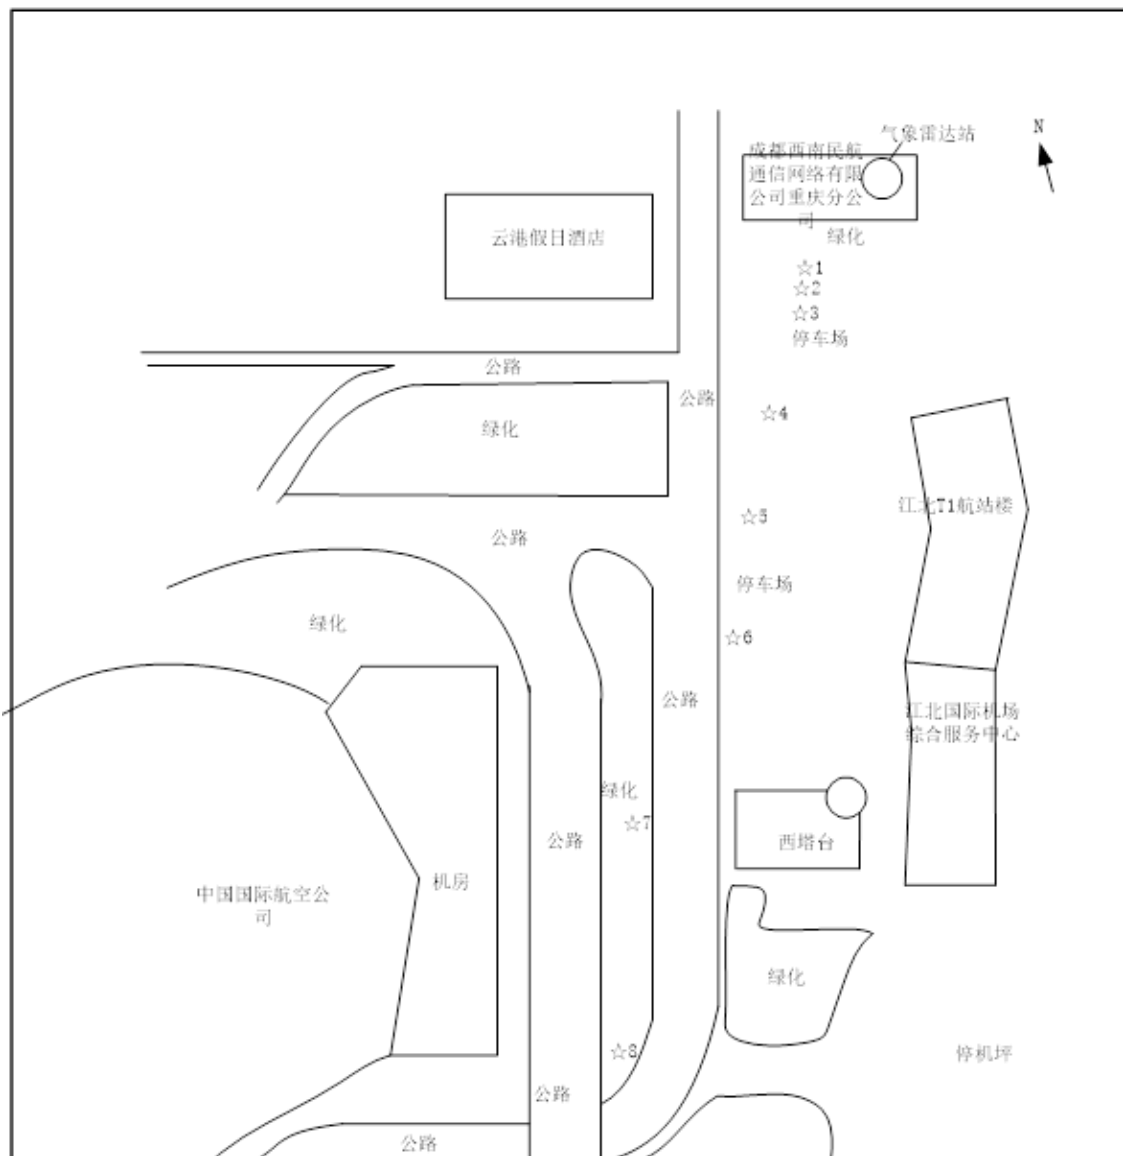 N
气象雷达站
成都西南民航
通信网络有限
公司重庆分公
司
绿化
云港假日酒店
☆1
☆2
☆3
停车场
公路
公路
☆4
绿化
江北T1航站楼
☆5
公路
停车场
绿化
☆6
公路
江北国际机场
综合服务中心
绿化
☆7
公路
西塔台
机房
中国国际航空公
司
绿化
☆8
停机坪
公路
公路